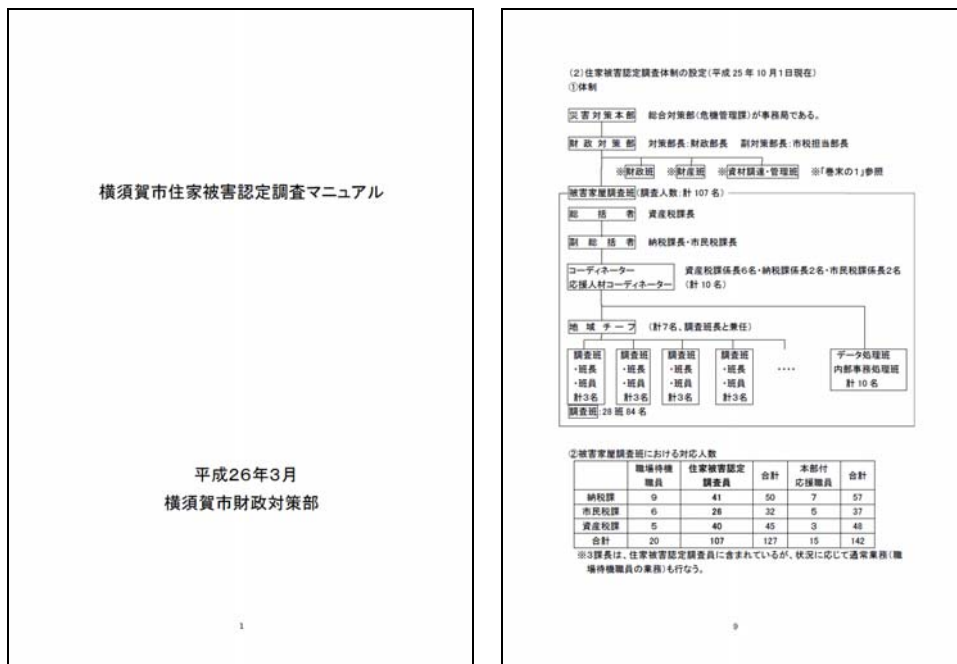 横須賀市住家被害認定調査マニュアル
平成26年3月
横須賀市財政対策部
1
(2)住家被害認定調査体制の設定(平成 25 年 10 月1日現在)
①体制
災害対策本部 総合対策部(危機管理課)が事務局である。
財政対策部 対策部長:財政部長 副対策部長:市税担当部長
※財政班 ※財産班 ※資材調達・管理班 ※「巻末の1」参照
被害家屋調査班(調査人数:計 107 名)
総括者 資産税課長
副総括者 納税課長・市民税課長
コーディネーター 資産税課係長6名・納税課係長2名・市民税課係長2名
応援人材コーディネーター (計 10 名)
地域チーフ (計7名、調査班長と兼任)
調査班 調査班 調査班 調査班 データ処理班
・班長 ・班長 ・班長 ・班長 ‥‥ 内部事務処理班
・班員 ・班員 ・班員 ・班員 計 10 名
計3名 計3名 計3名 計3名
調査班:28 班 84 名
②被害家屋調査班における対応人数
職場待機 住家被害認定 合計 本部付 合計
職員 調査員 応援職員
納税課 9 41 50 7 57
市民税課 6 26 32 5 37
資産税課 5 40 45 3 48
合計 20 107 127 15 142
※3課長は、住家被害認定調査員に含まれているが、状況に応じて通常業務(職
場待機職員の業務)も行なう。
9